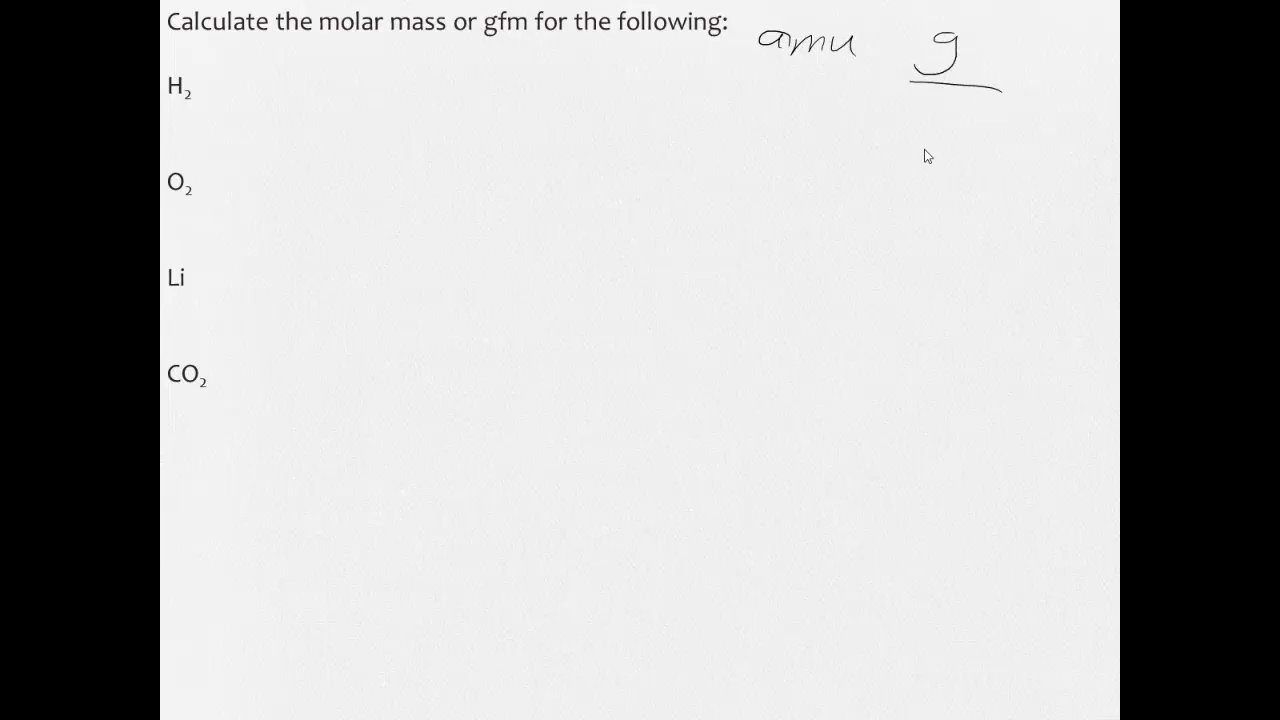 Calculate the molar mass or gfm for the following:
amu g
H₂
O₂
Li
CO₂